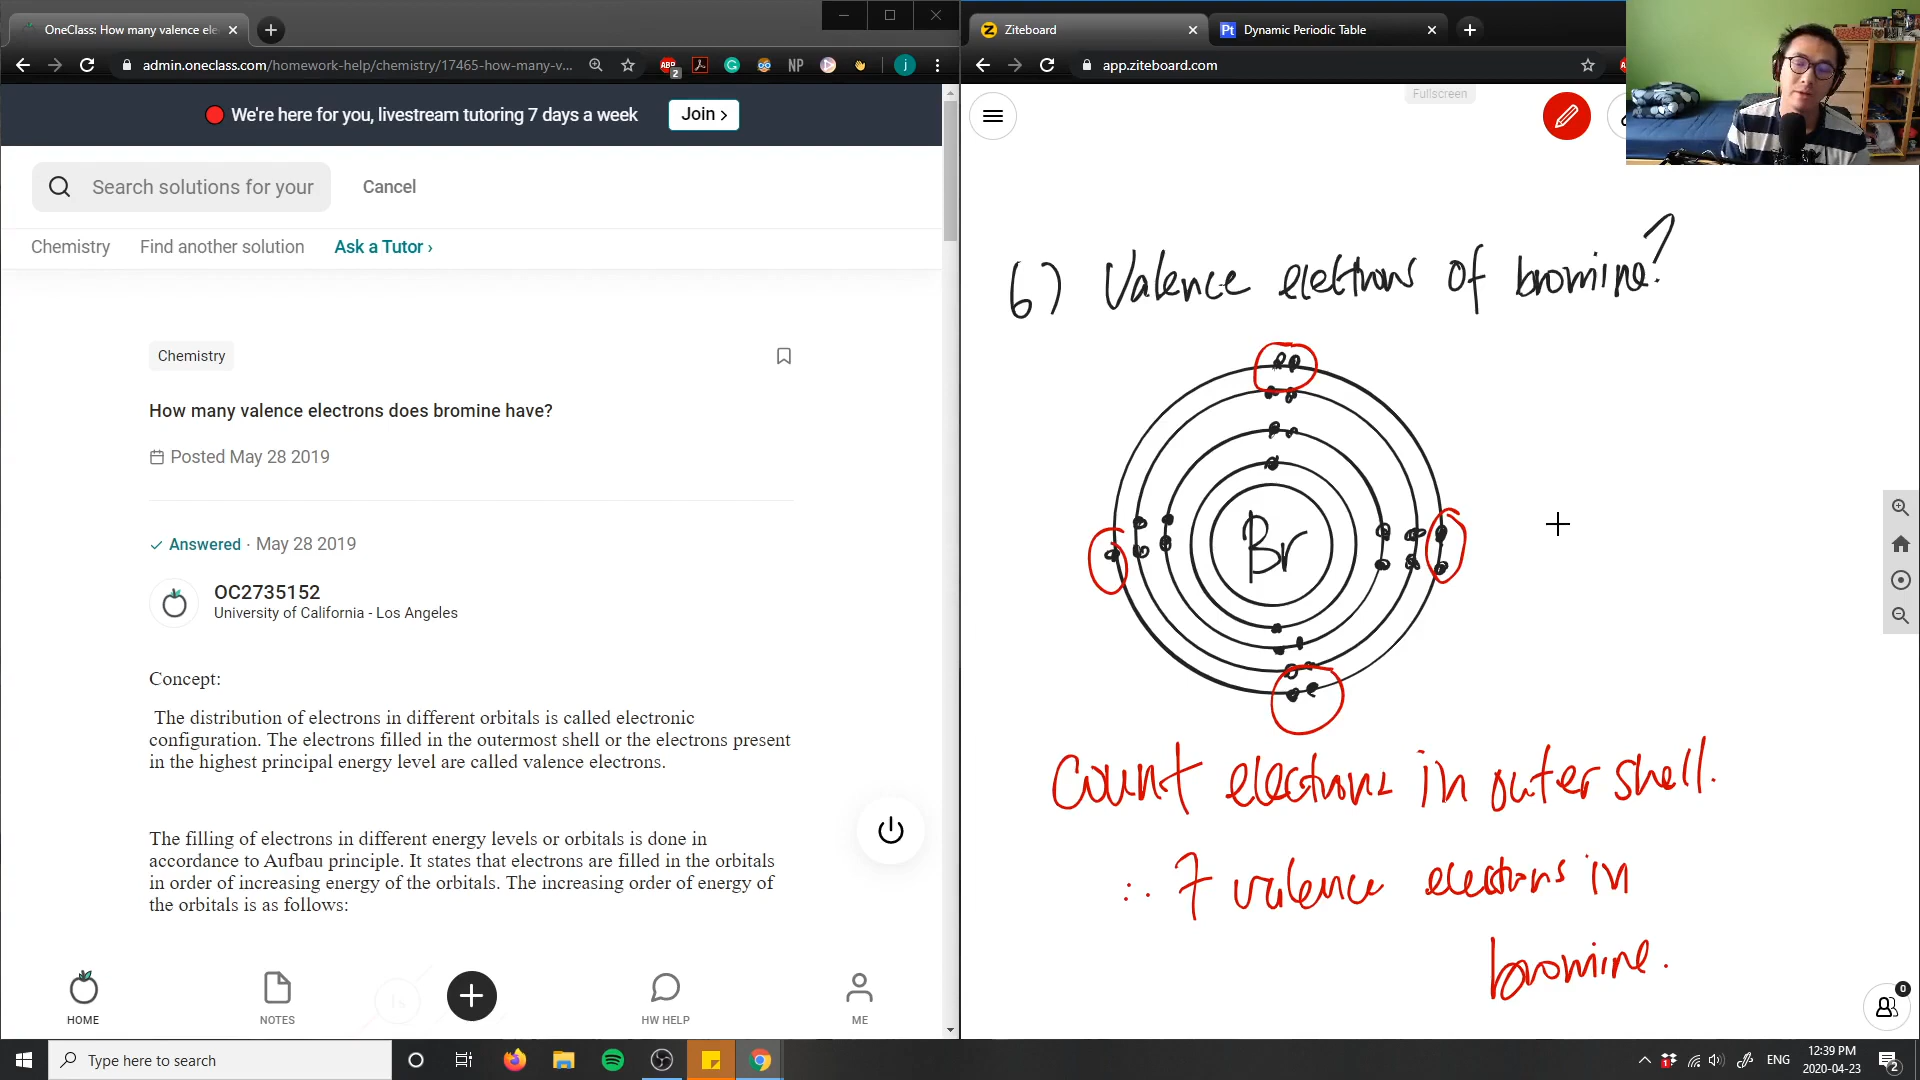 OneClass: How many valence ele
admin.oneclass.com/homework-help/chemistry/17465-how-many-v...
ABP
2
NP
j
We're here for you, livestream tutoring 7 days a week
Join ›
Search solutions for your
Cancel
Chemistry
Find another solution
Ask a Tutor ›
Chemistry
How many valence electrons does bromine have?
Posted May 28 2019
Answered · May 28 2019
OC2735152
University of California - Los Angeles
Concept:
The distribution of electrons in different orbitals is called electronic
configuration. The electrons filled in the outermost shell or the electrons present
in the highest principal energy level are called valence electrons.
The filling of electrons in different energy levels or orbitals is done in
accordance to Aufbau principle. It states that electrons are filled in the orbitals
in order of increasing energy of the orbitals. The increasing order of energy of
the orbitals is as follows:
HOME
NOTES
HW HELP
ME
Ziteboard
Pt Dynamic Periodic Table
app.ziteboard.com
Fullscreen
6) Valence electrons of bromine?
Br
Count electrons in outer shell.
∴ 7 valence electrons in
bromine.
0
Type here to search
ENG
12:39 PM
2020-04-23
2